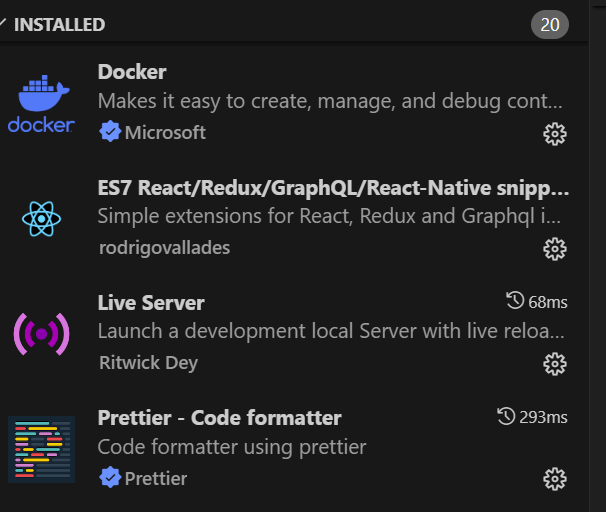 INSTALLED 20
Docker
Makes it easy to create, manage, and debug cont...
docker
Microsoft
ES7 React/Redux/GraphQL/React-Native snipp...
Simple extensions for React, Redux and Graphql i...
rodrigovallades
Live Server 68ms
Launch a development local Server with live reloa...
Ritwick Dey
Prettier - Code formatter 293ms
Code formatter using prettier
Prettier